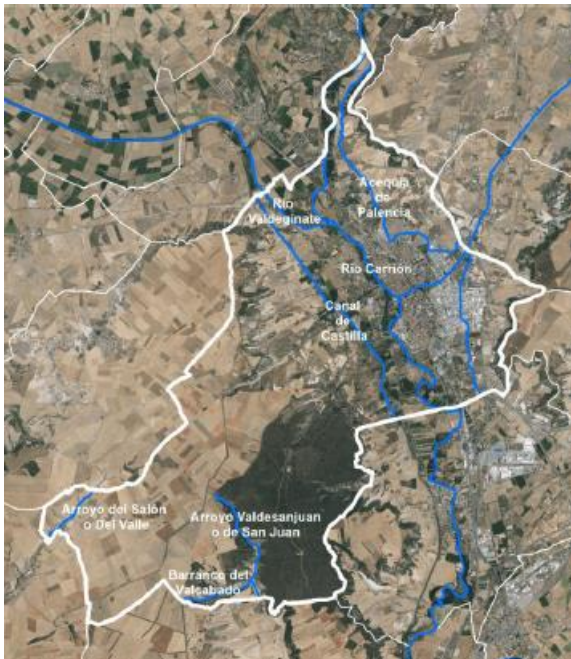 Acequia
de
Palencia
Río
Valdeginate
Río Carrión
Canal
de
Castilla
Arroyo del Salón
o Del Valle
Arroyo Valdesanjuan
o de San Juan
Barranco del
Valsabado